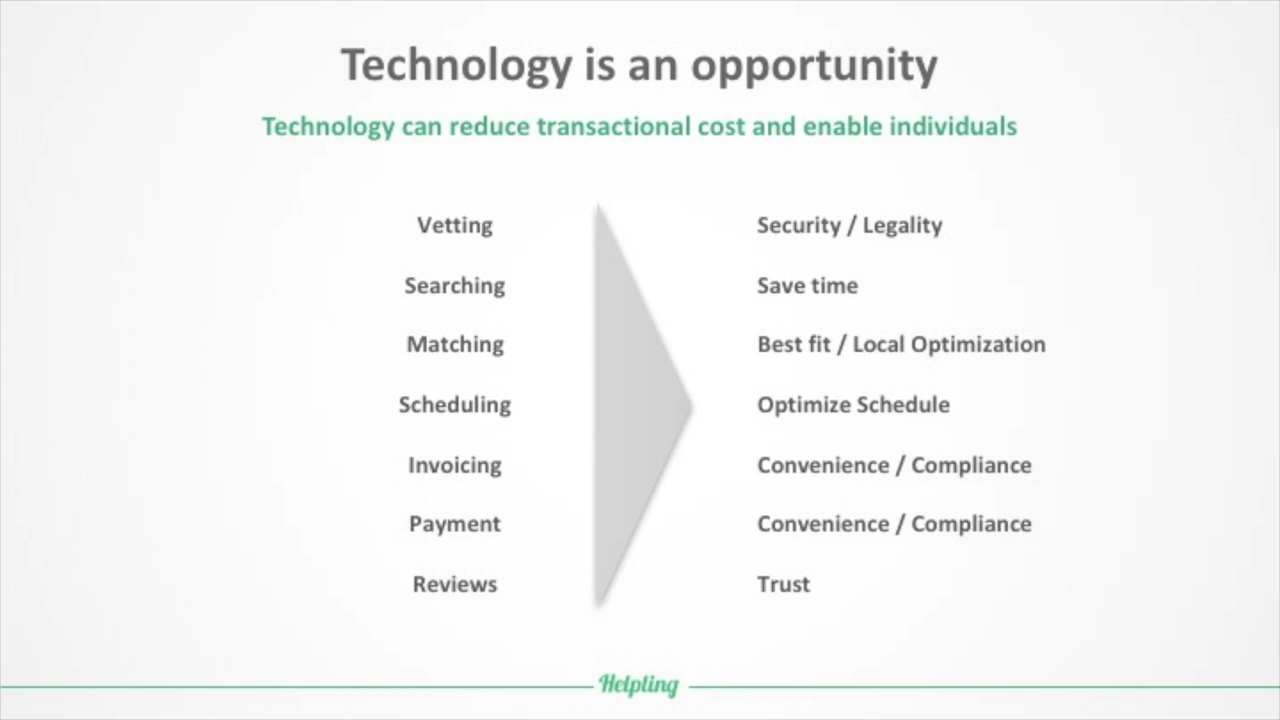 Technology is an opportunity
Technology can reduce transactional cost and enable individuals
Vetting Security / Legality
Searching Save time
Matching Best fit / Local Optimization
Scheduling Optimize Schedule
Invoicing Convenience / Compliance
Payment Convenience / Compliance
Reviews Trust
Helpling